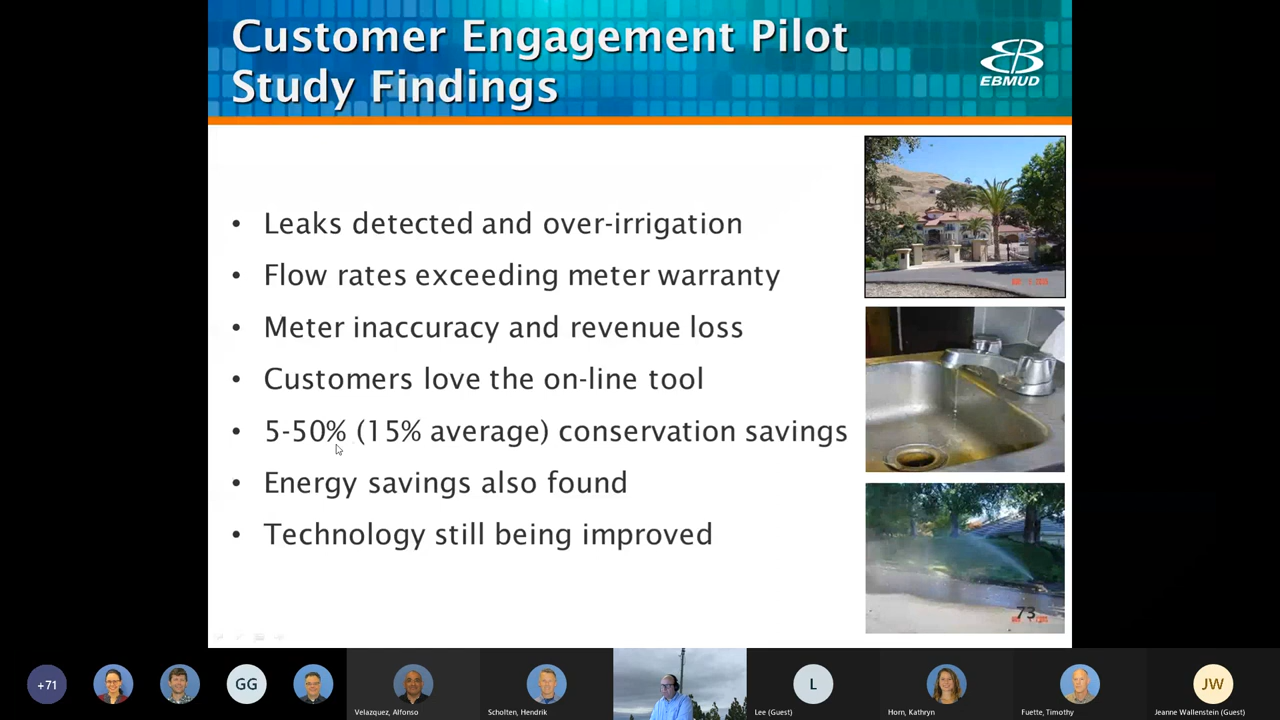 Customer Engagement Pilot
Study Findings
EBMUD
• Leaks detected and over-irrigation
• Flow rates exceeding meter warranty
• Meter inaccuracy and revenue loss
• Customers love the on-line tool
• 5-50% (15% average) conservation savings
• Energy savings also found
• Technology still being improved
73
+71
GG
Velazquez, Alfonso
Scholten, Hendrik
L
Lee (Guest)
Horn, Kathryn
Fuette, Timothy
JW
Jeanne Wallenstein (Guest)